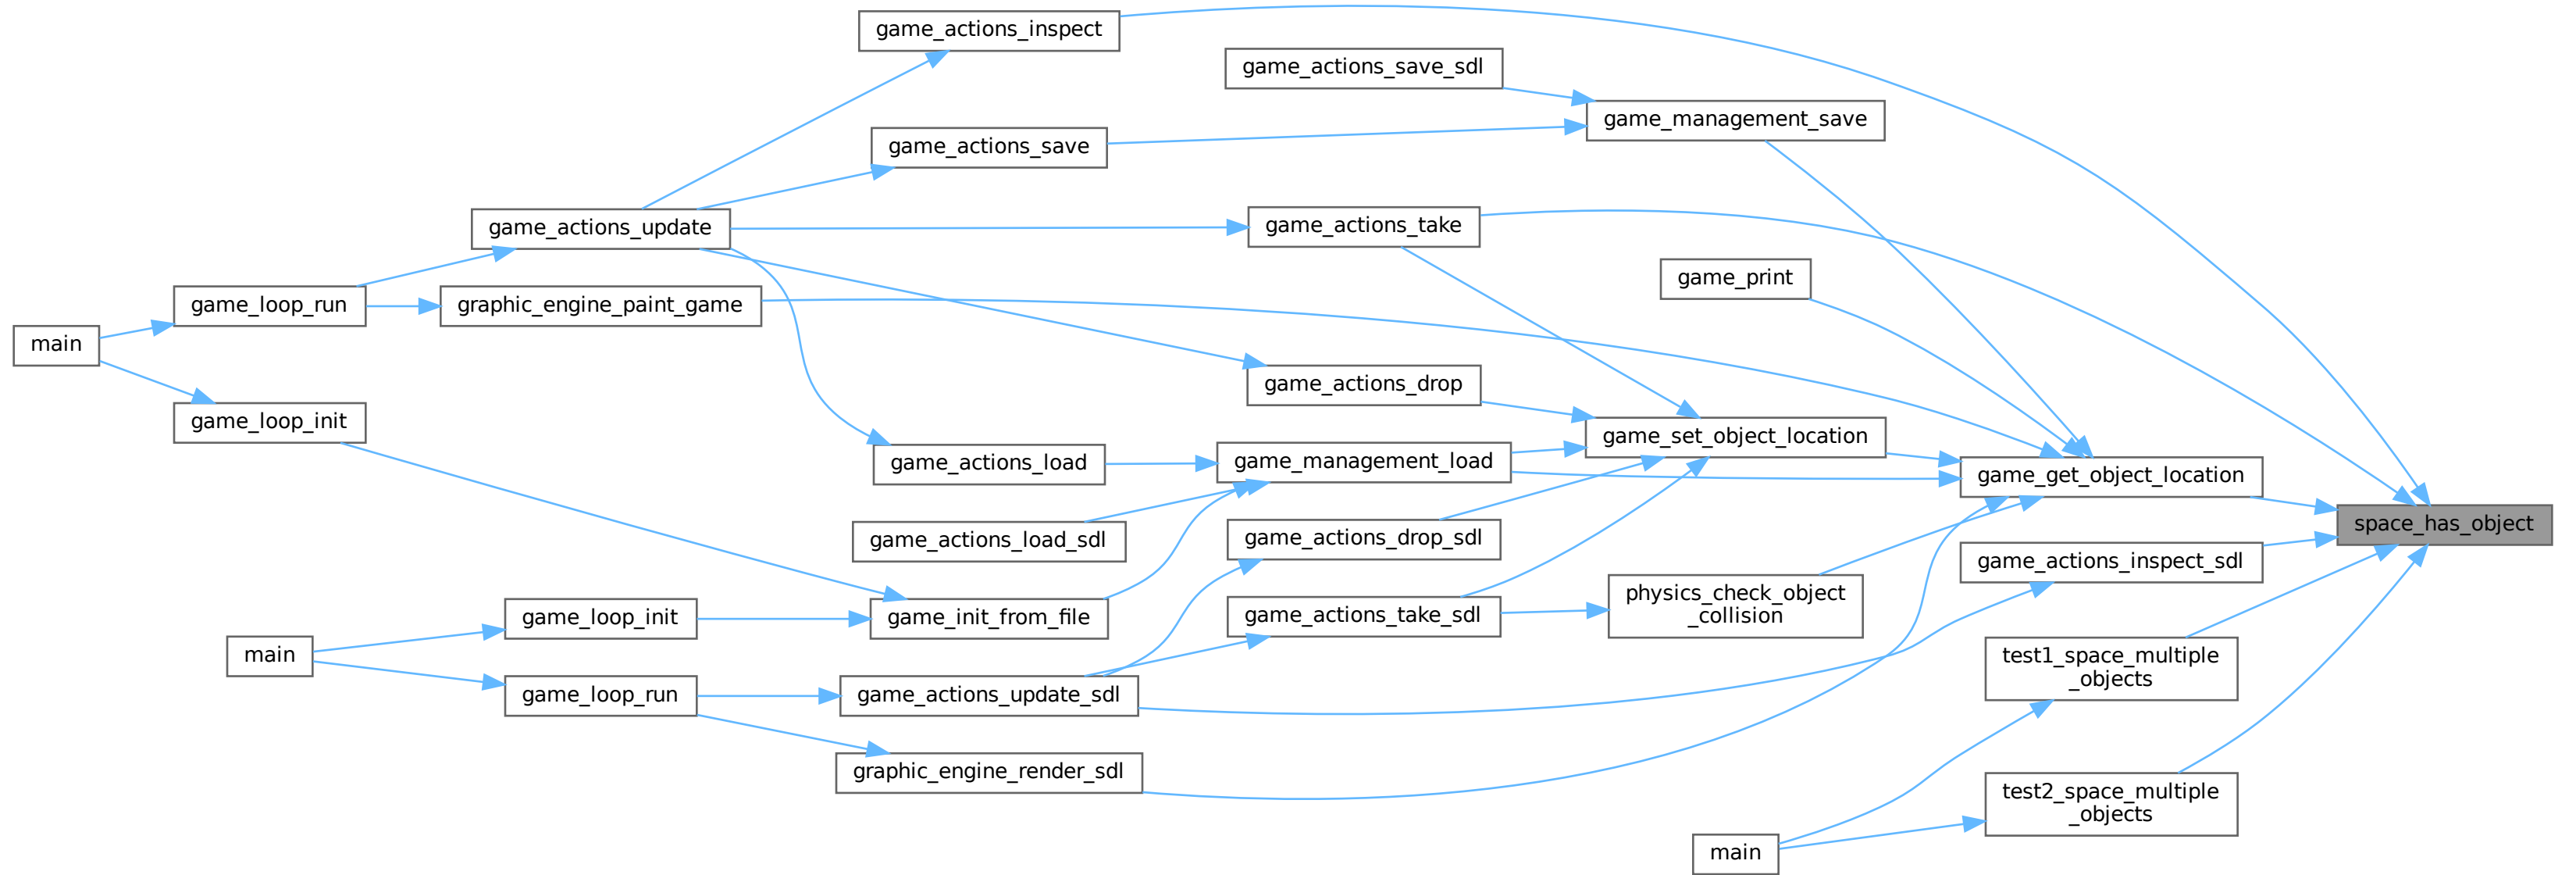 game_actions_inspect
game_actions_save_sdl
game_management_save
game_actions_save
game_actions_update
game_actions_take
game_print
game_loop_run
graphic_engine_paint_game
main
game_actions_drop
game_loop_init
game_set_object_location
game_actions_load
game_management_load
game_get_object_location
space_has_object
game_actions_load_sdl
game_actions_drop_sdl
game_actions_inspect_sdl
physics_check_object
_collision
game_loop_init
game_init_from_file
game_actions_take_sdl
main
test1_space_multiple
_objects
game_loop_run
game_actions_update_sdl
graphic_engine_render_sdl
test2_space_multiple
_objects
main